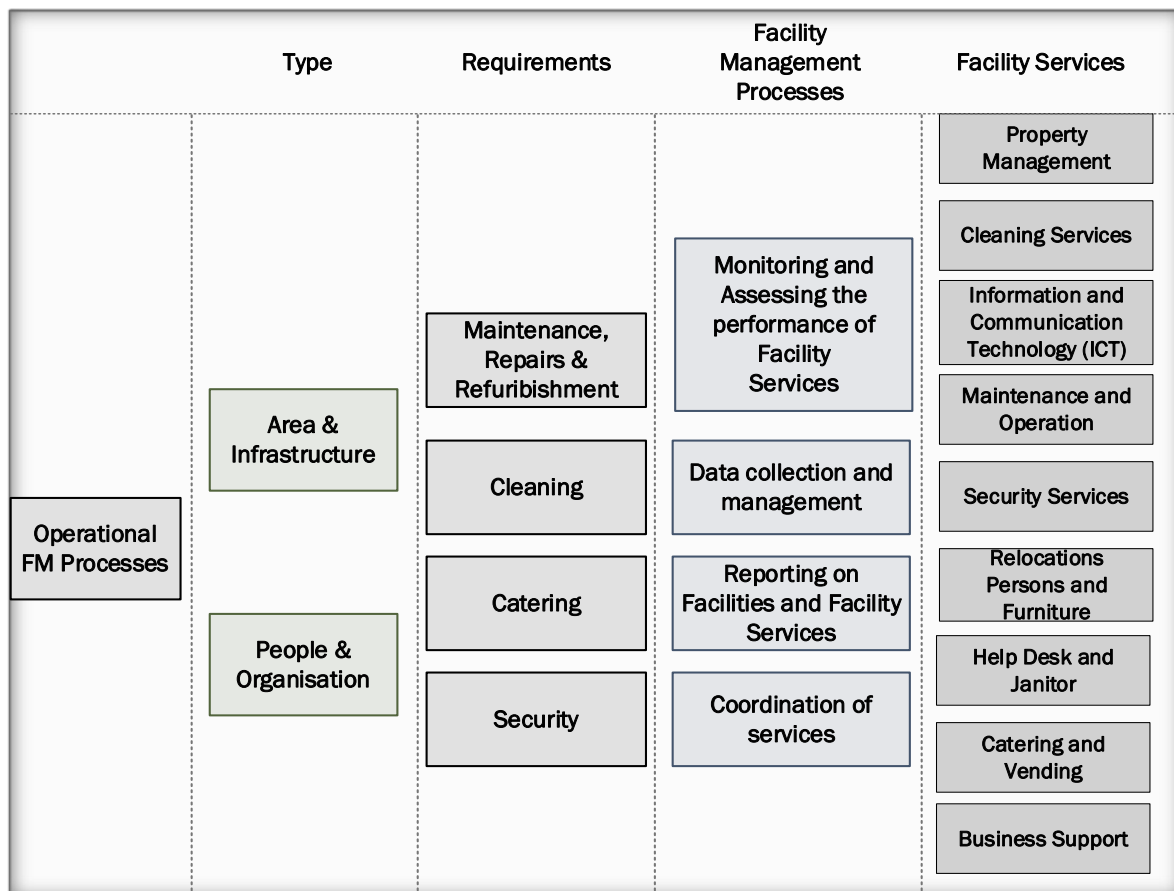 Type
Requirements
Facility
Management
Processes
Facility Services
Operational
FM Processes
Area &
Infrastructure
People &
Organisation
Maintenance,
Repairs &
Refuribishment
Cleaning
Catering
Security
Monitoring and
Assessing the
performance of
Facility
Services
Data collection and
management
Reporting on
Facilities and Facility
Services
Coordination of
services
Property
Management
Cleaning Services
Information and
Communication
Technology (ICT)
Maintenance and
Operation
Security Services
Relocations
Persons and
Furniture
Help Desk and
Janitor
Catering and
Vending
Business Support